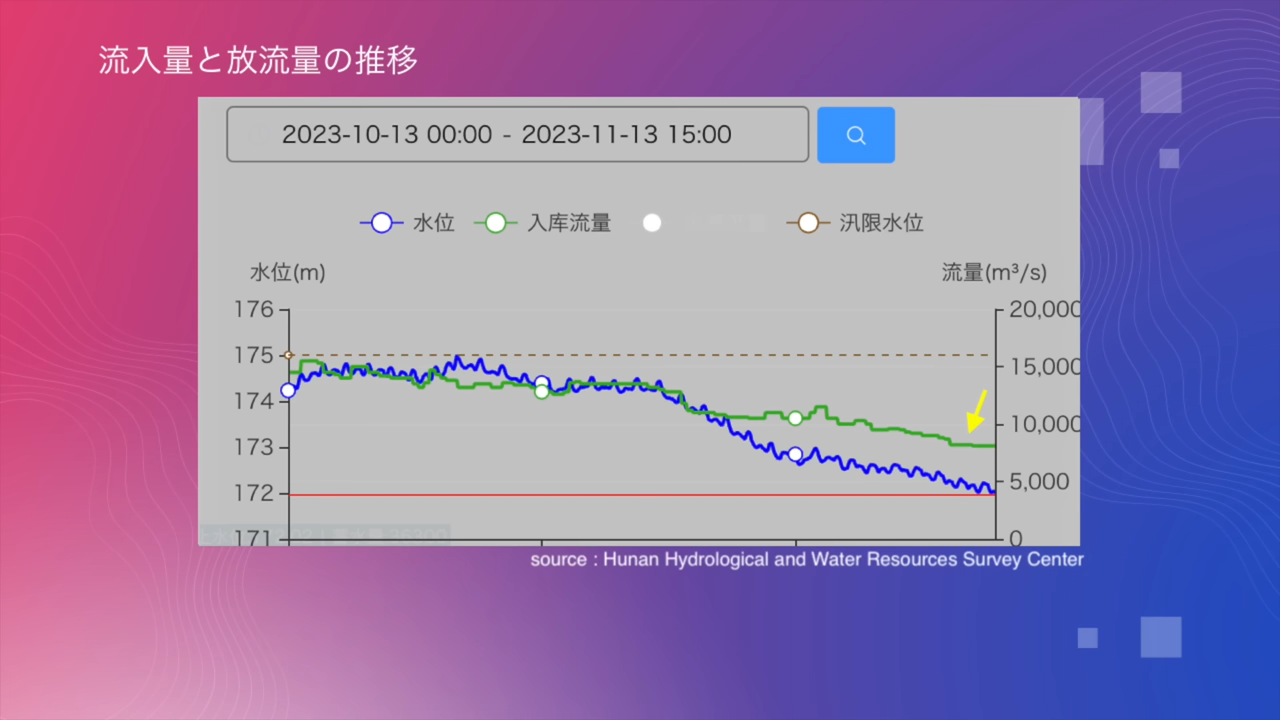 流入量と放流量の推移
2023-10-13 00:00 - 2023-11-13 15:00
水位 入库流量 汛限水位
水位(m) 流量(m³/s)
176 20,000
175 15,000
174 10,000
173 5,000
172 0
171
source : Hunan Hydrological and Water Resources Survey Center